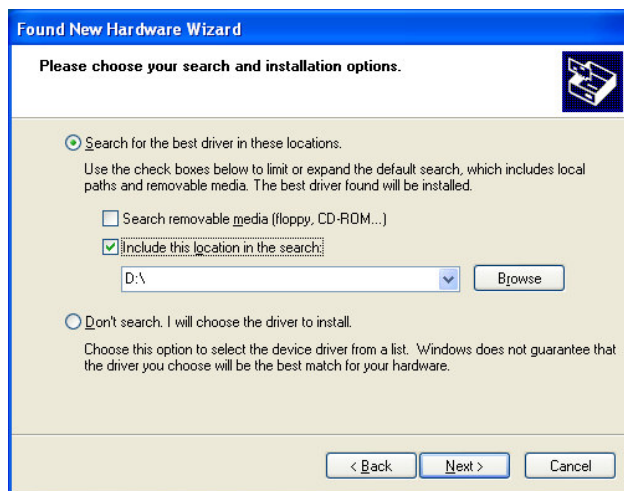 Found New Hardware Wizard
Please choose your search and installation options.
Search for the best driver in these locations.
Use the check boxes below to limit or expand the default search, which includes local
paths and removable media. The best driver found will be installed.
Search removable media (floppy, CD-ROM...)
Include this location in the search:
D:\
Browse
Don't search. I will choose the driver to install.
Choose this option to select the device driver from a list. Windows does not guarantee that
the driver you choose will be the best match for your hardware.
< Back
Next >
Cancel